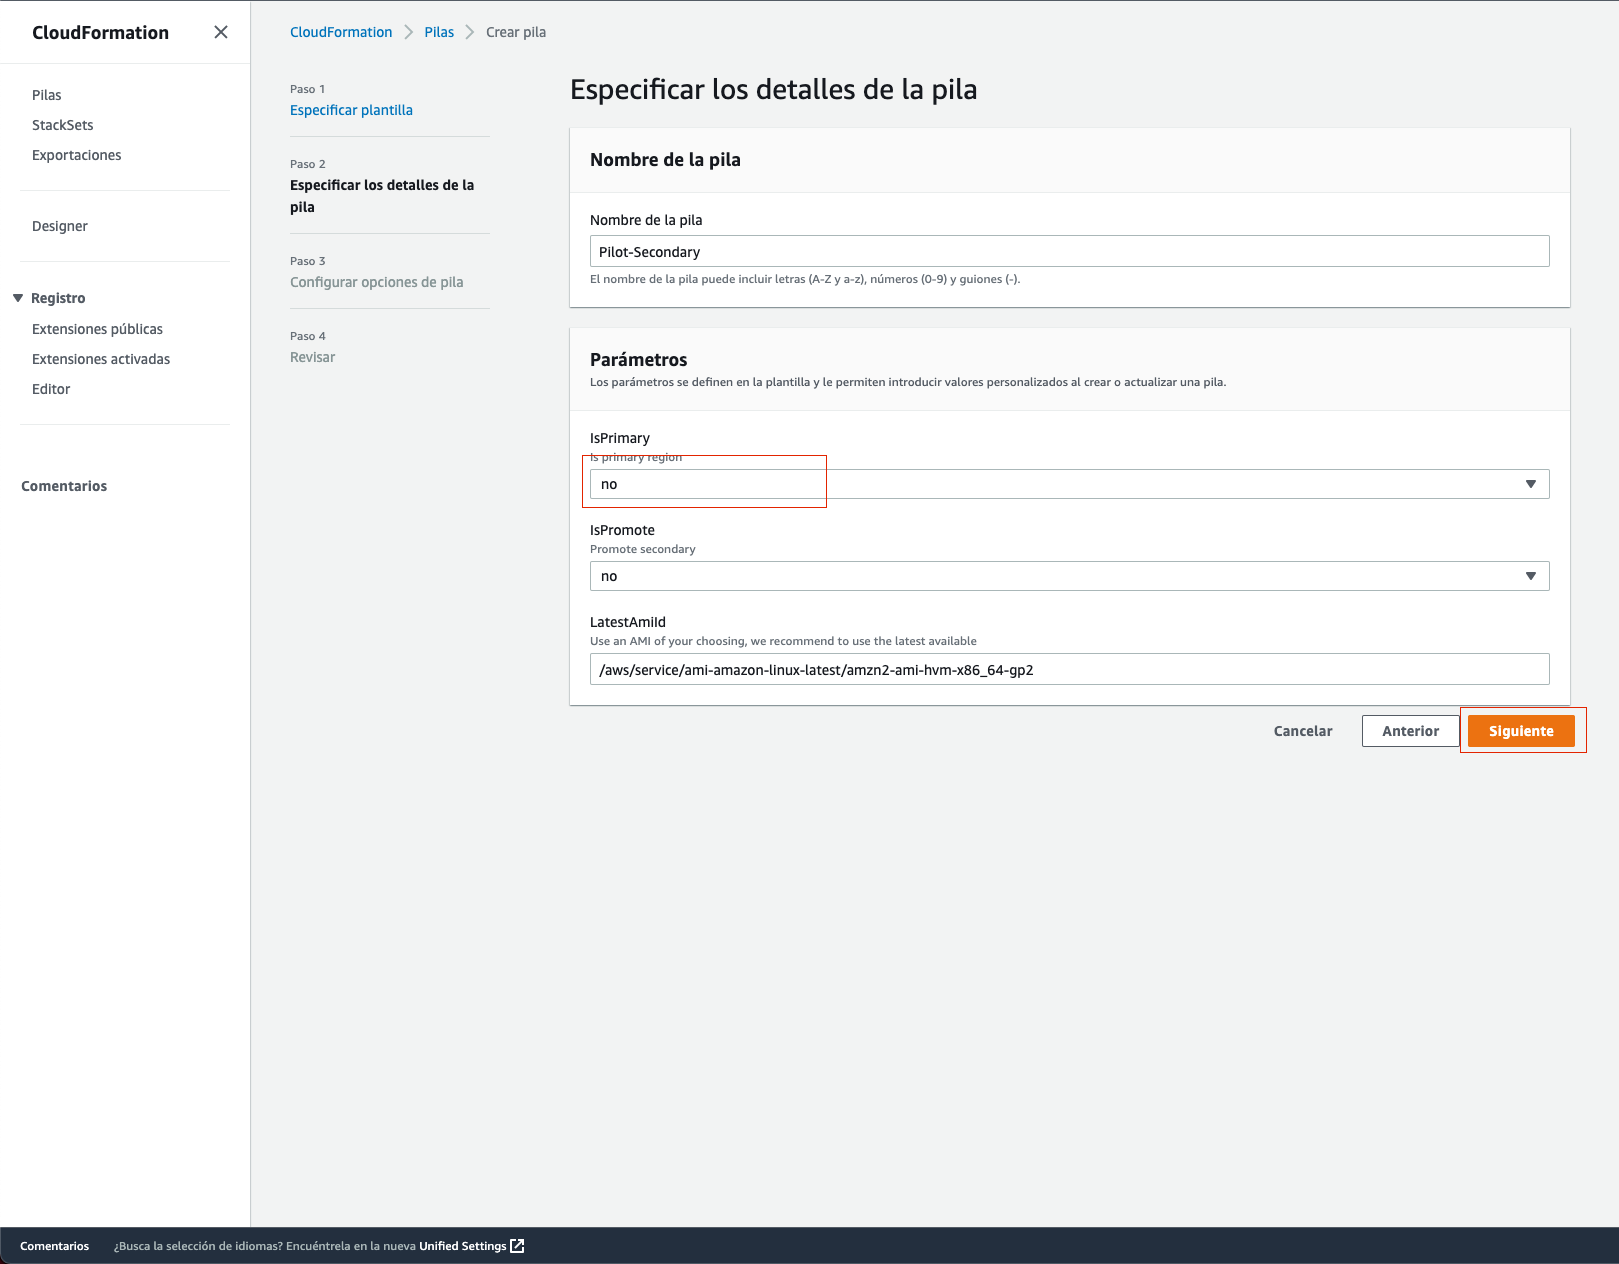 CloudFormation
Pilas
StackSets
Exportaciones
Designer
Registro
Extensiones públicas
Extensiones activadas
Editor
Comentarios
CloudFormation
Pilas
Crear pila
Paso 1
Especificar plantilla
Paso 2
Especificar los detalles de la
pila
Paso 3
Configurar opciones de pila
Paso 4
Revisar
Especificar los detalles de la pila
Nombre de la pila
Nombre de la pila
Pilot-Secondary
El nombre de la pila puede incluir letras (A-Z y a-z), números (0-9) y guiones (-).
Parámetros
Los parámetros se definen en la plantilla y le permiten introducir valores personalizados al crear o actualizar una pila.
IsPrimary
Is primary region
no
IsPromote
Promote secondary
no
LatestAmiId
Use an AMI of your choosing, we recommend to use the latest available
/aws/service/ami-amazon-linux-latest/amzn2-ami-hvm-x86_64-gp2
Cancelar
Anterior
Siguiente
Comentarios
¿Busca la selección de idiomas? Encuéntrela en la nueva Unified Settings